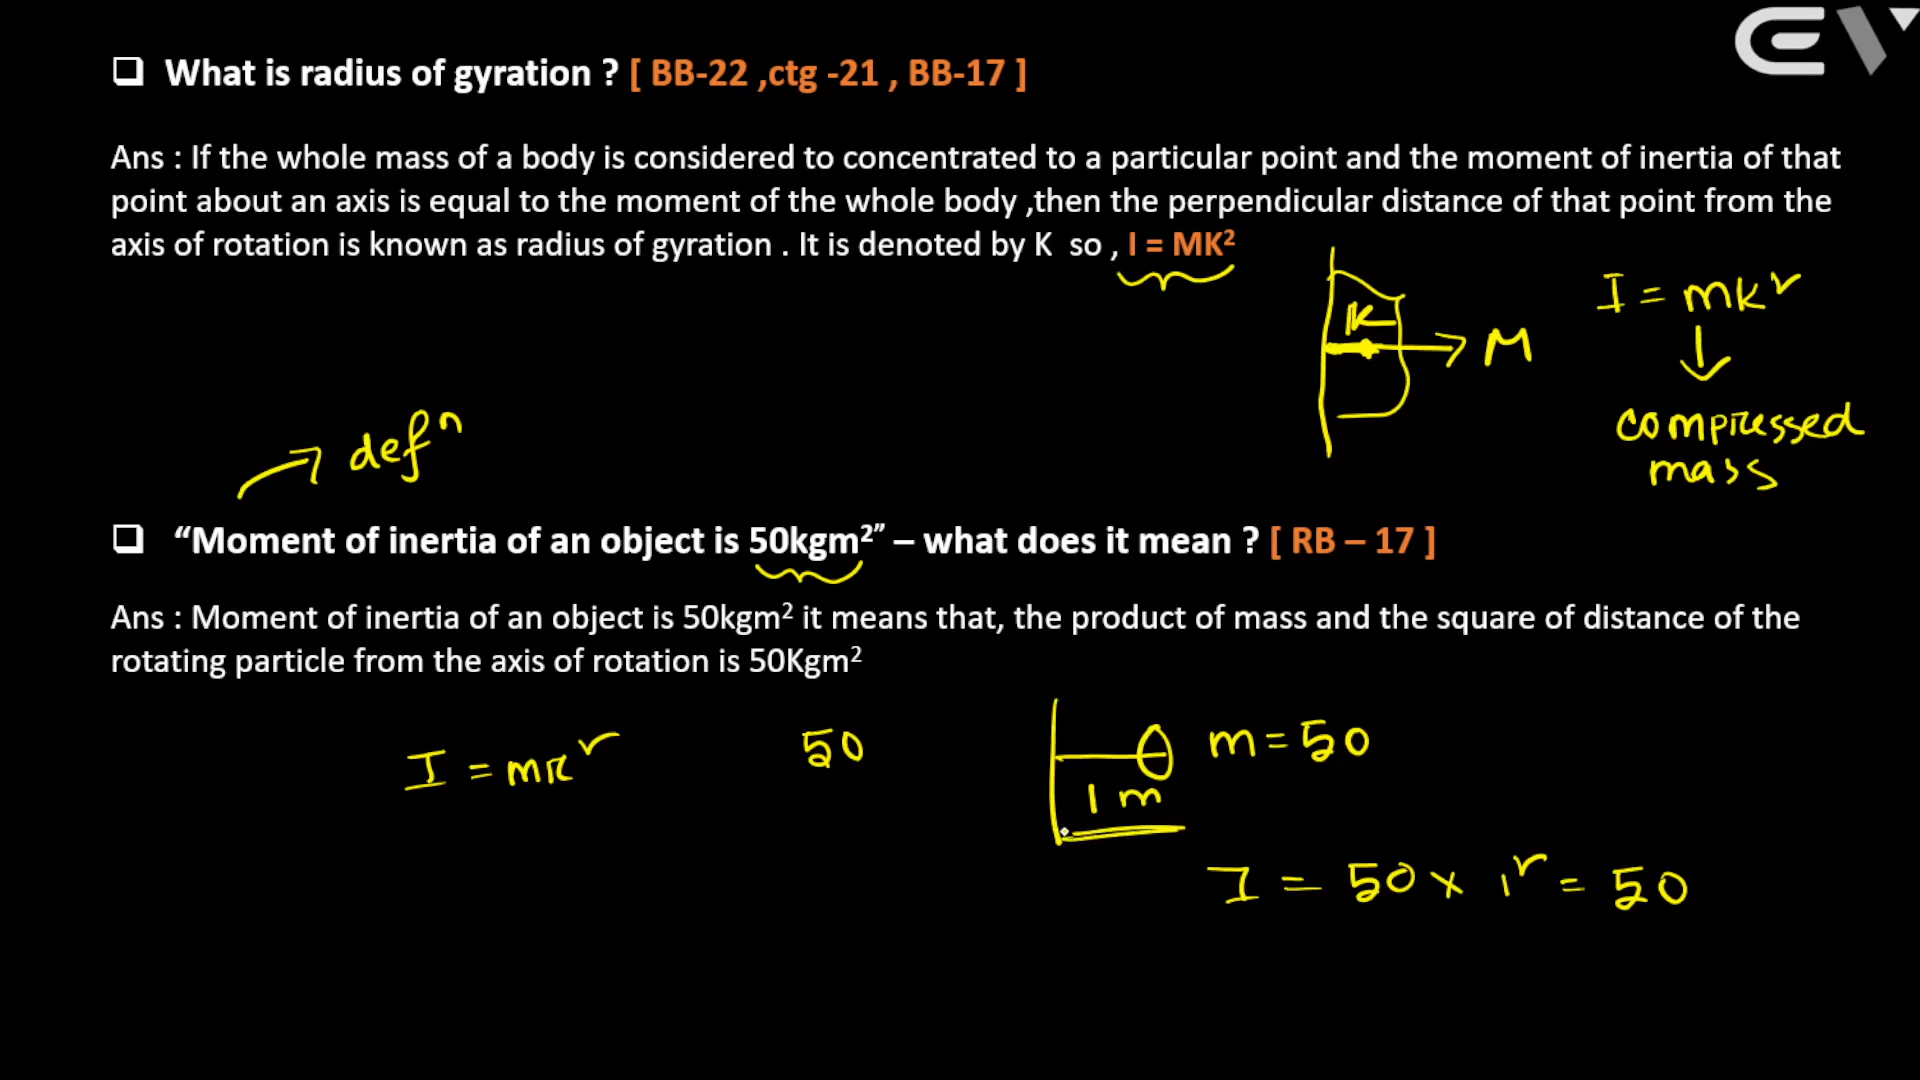 EV
❑ What is radius of gyration ? [ BB-22 ,ctg -21 , BB-17 ]
Ans : If the whole mass of a body is considered to concentrated to a particular point and the moment of inertia of that
point about an axis is equal to the moment of the whole body ,then the perpendicular distance of that point from the
axis of rotation is known as radius of gyration . It is denoted by K so , I = MK²
K
M
I = mk²
compressed
mass
defⁿ
❑ “Moment of inertia of an object is 50kgm²” – what does it mean ? [ RB – 17 ]
Ans : Moment of inertia of an object is 50kgm² it means that, the product of mass and the square of distance of the
rotating particle from the axis of rotation is 50Kgm²
I = mr²
50
m = 50
1 m
I = 50 x 1² = 50